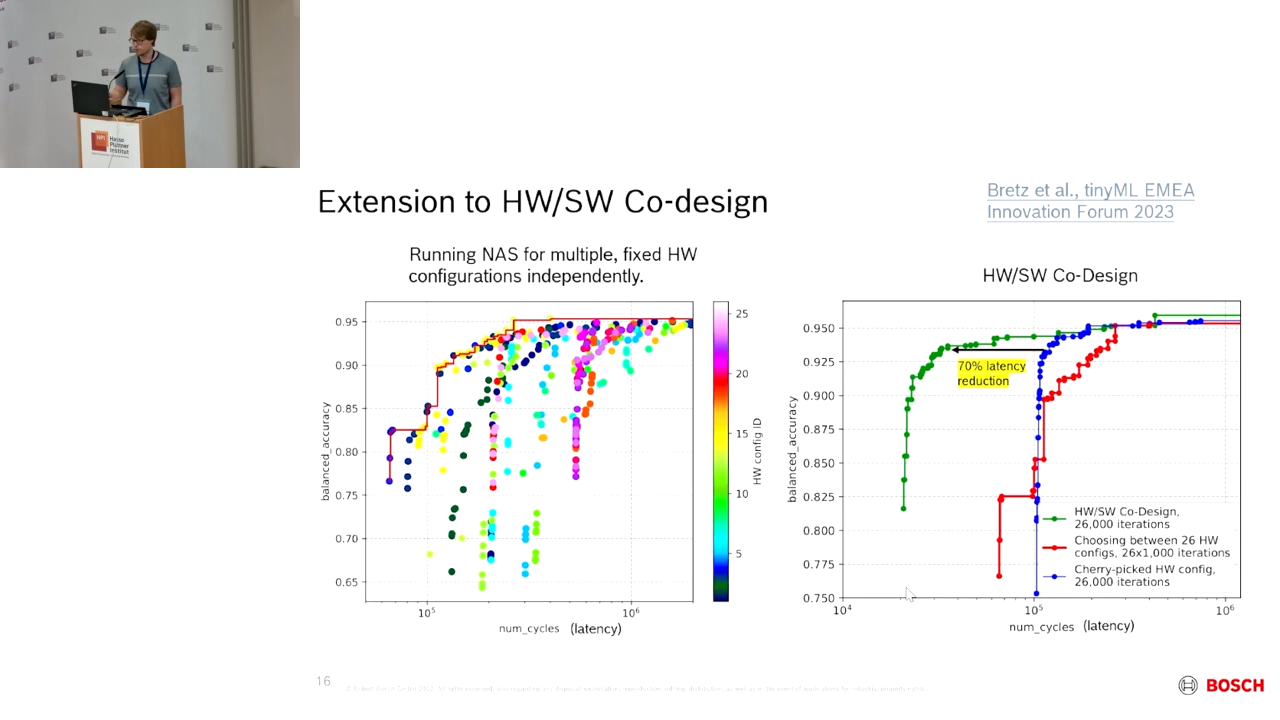 HPI
Hasso
Plattner
Institut
Extension to HW/SW Co-design
Bretz et al., tinyML EMEA
Innovation Forum 2023
Running NAS for multiple, fixed HW
configurations independently.
0.95
0.90
0.85
0.80
0.75
0.70
0.65
balanced_accuracy
10⁵
10⁶
num_cycles (latency)
25
20
15
10
5
HW config ID
HW/SW Co-Design
0.950
0.925
0.900
0.875
0.850
0.825
0.800
0.775
0.750
balanced_accuracy
70% latency
reduction
HW/SW Co-Design,
26,000 iterations
Choosing between 26 HW
configs, 26x1,000 iterations
Cherry-picked HW config,
26,000 iterations
10⁴
10⁵
10⁶
num_cycles (latency)
16
BOSCH